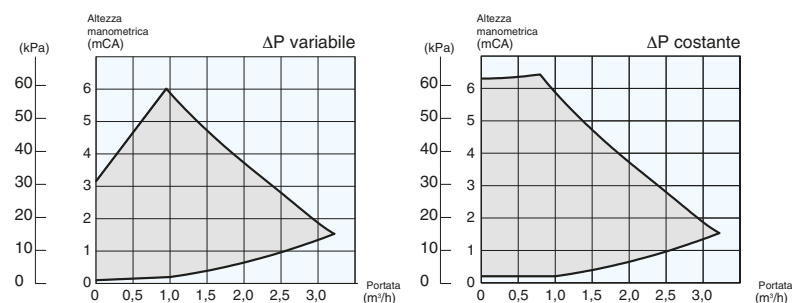 Altezza
manometrica
(kPa) (mCA) ΔP variabile
60 6
50 5
40 4
30 3
20 2
10 1
0
0 0,5 1,0 1,5 2,0 2,5 3,0 Portata
(m³/h)
Altezza
manometrica
(kPa) (mCA) ΔP costante
60 6
50 5
40 4
30 3
20 2
10 1
0
0 0,5 1,0 1,5 2,0 2,5 3,0 Portata
(m³/h)